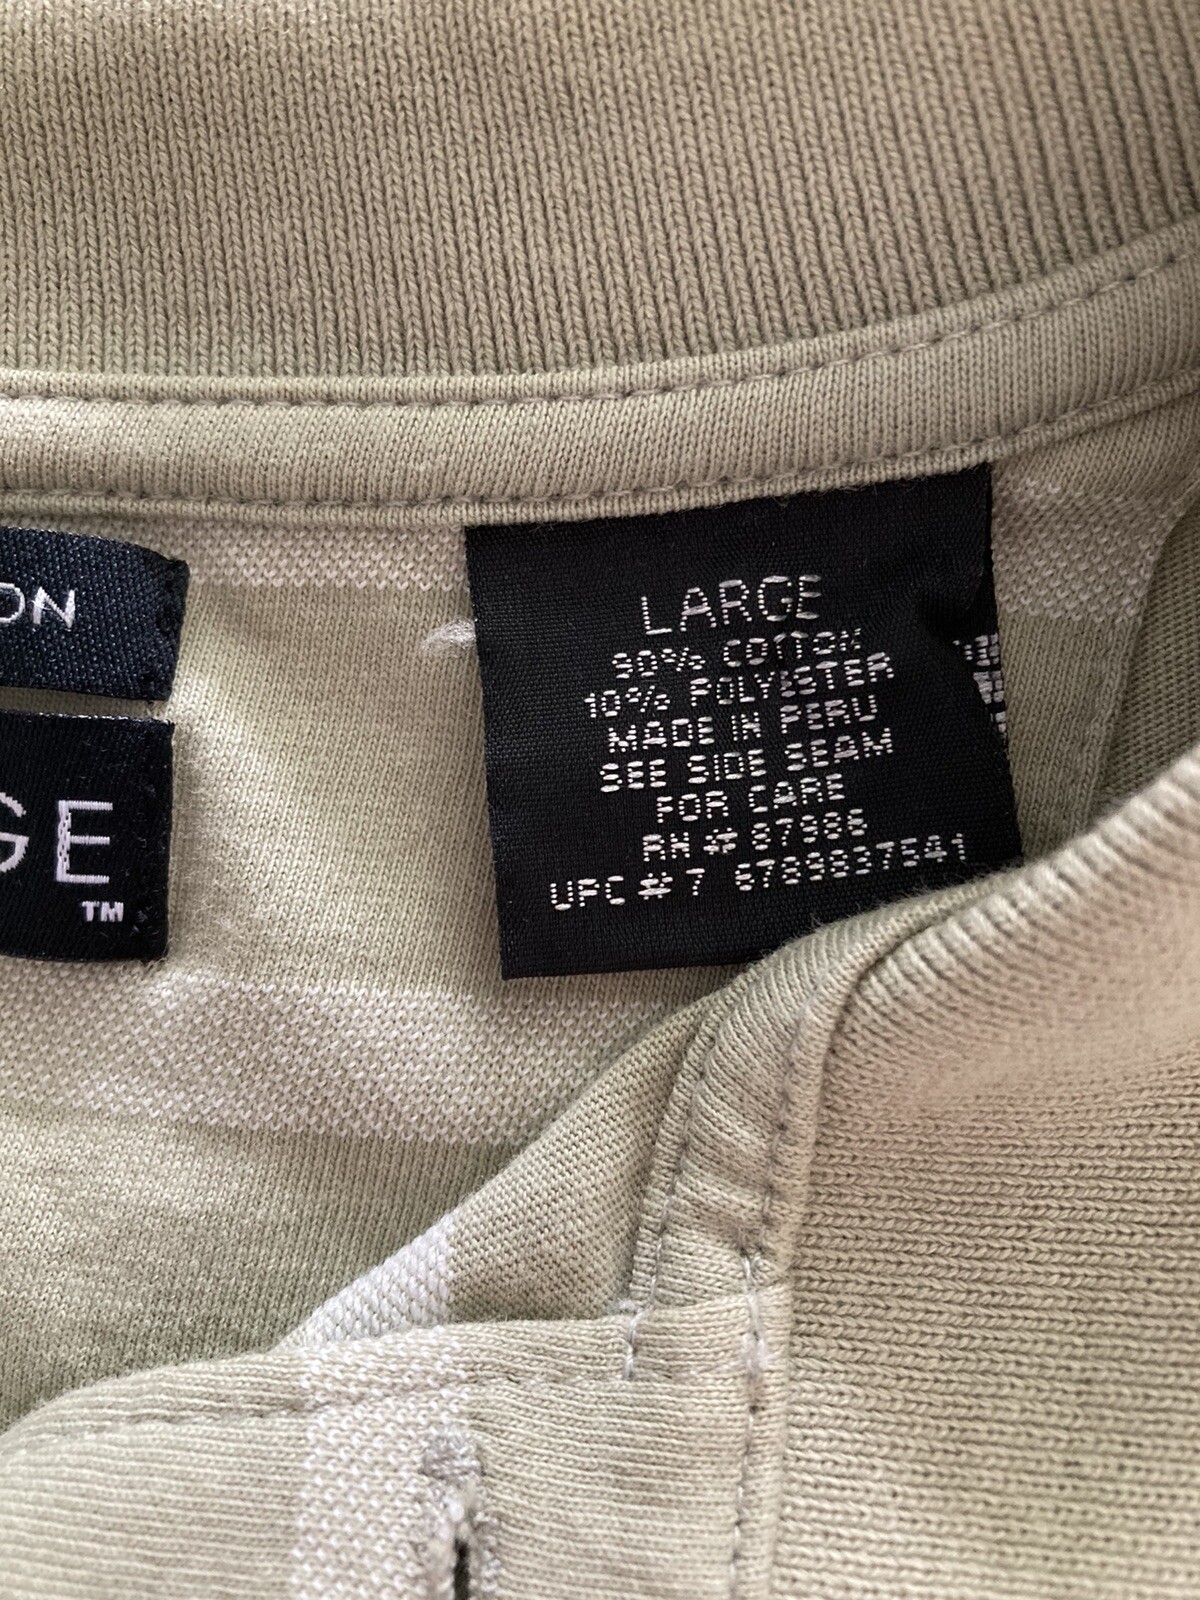 ON
GE
TM
LARGE
90% COTTON
10% POLYESTER
MADE IN PERU
SEE SIDE SEAM
FOR CARE
RN # 87986
UPC # 7 6789837541